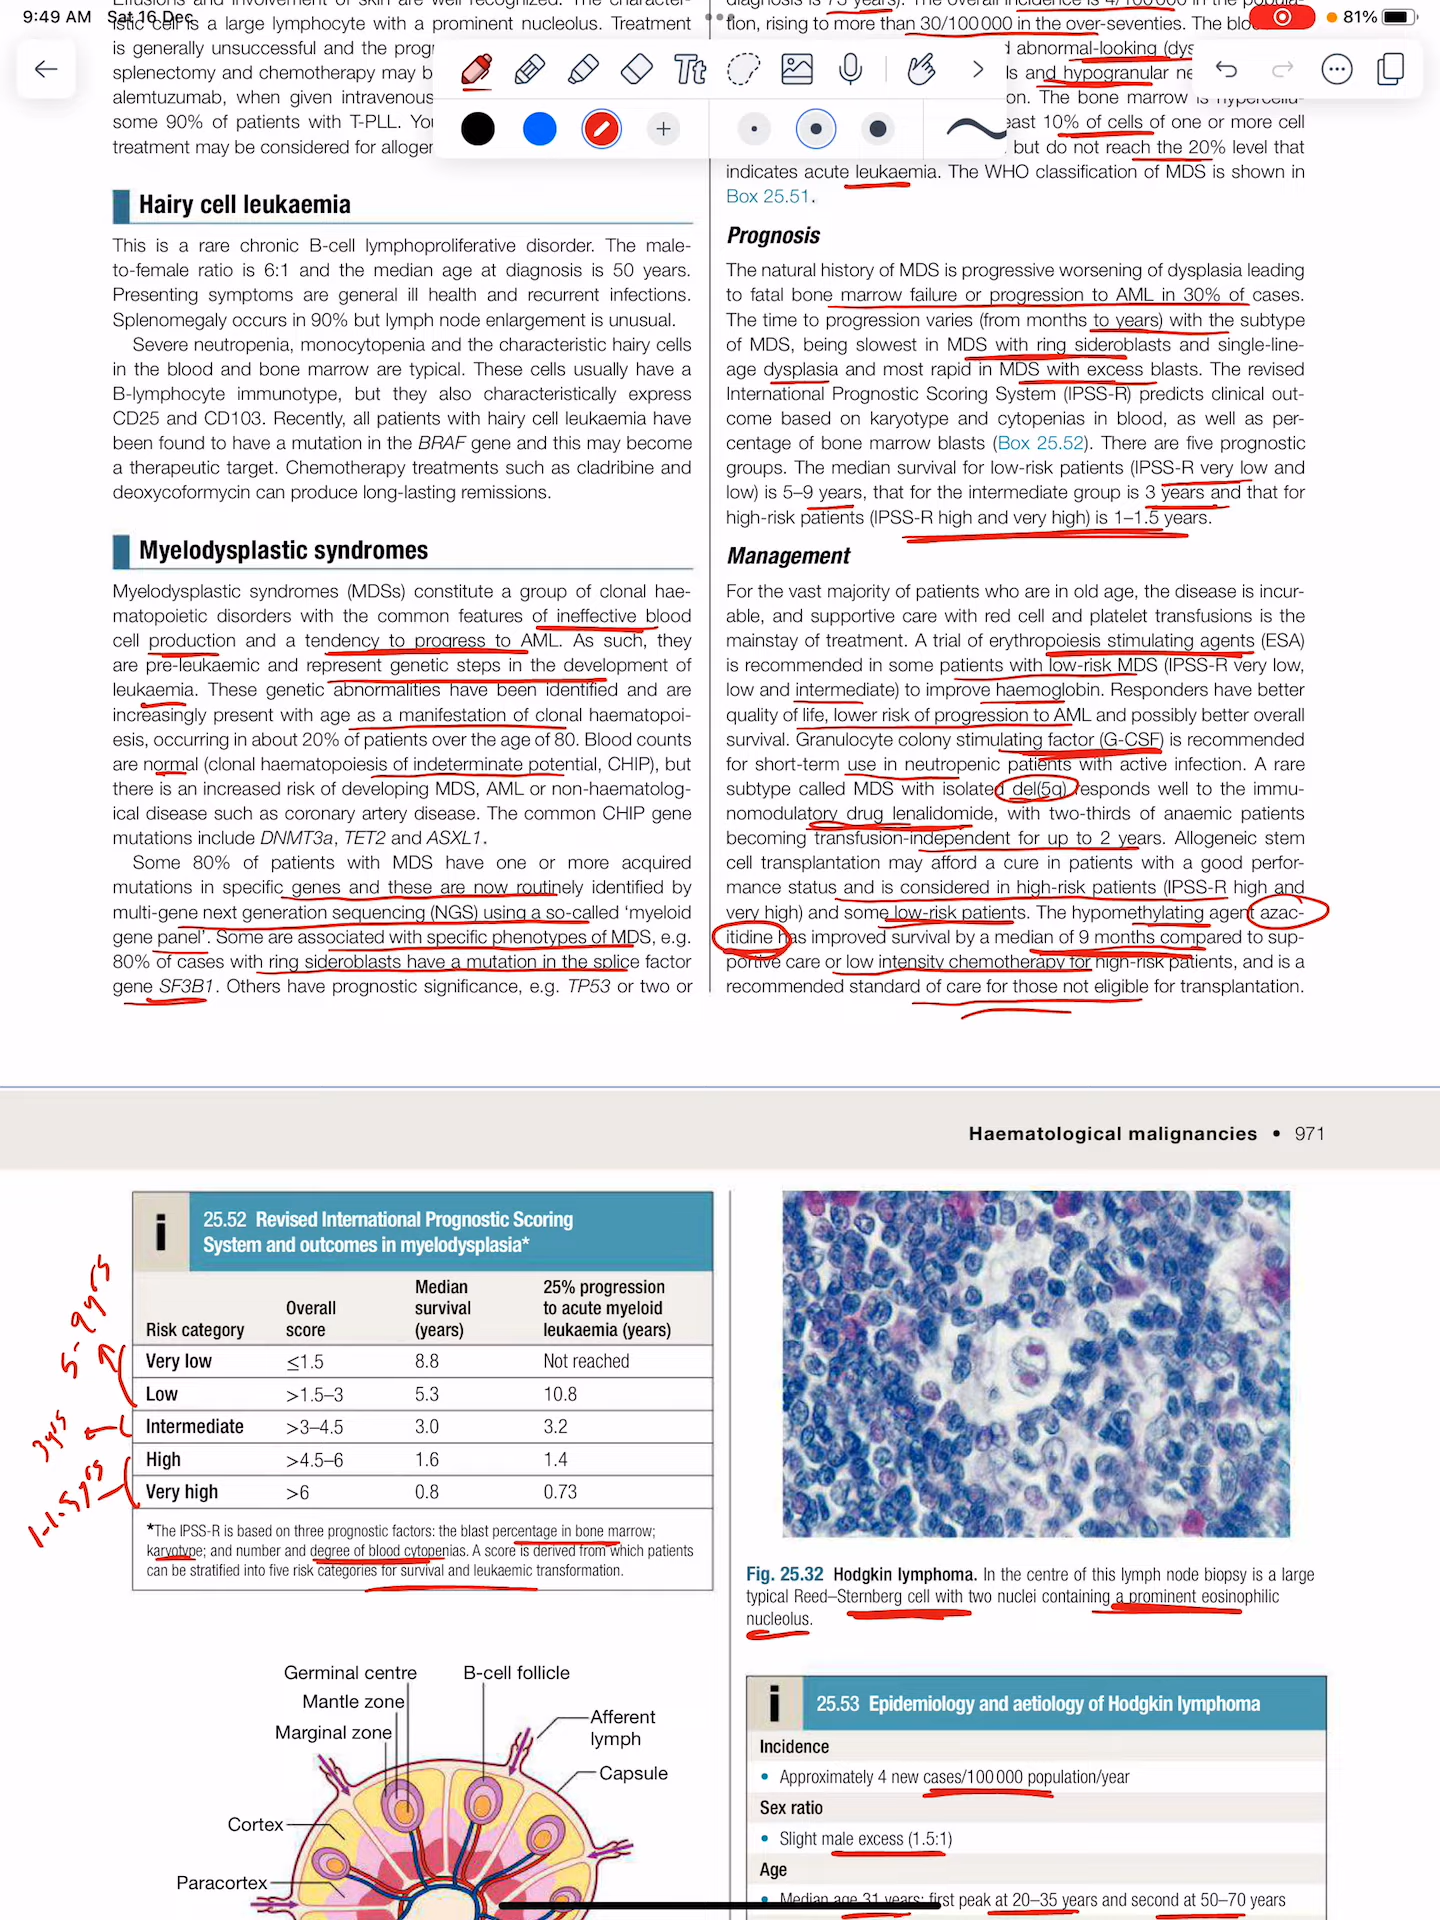 9:49 AM Sat 16 Dec
81%
Tt
istic cell is a large lymphocyte with a prominent nucleolus. Treatment
is generally unsuccessful and the prog
splenectomy and chemotherapy may b
alemtuzumab, when given intravenous
some 90% of patients with T-PLL. You
treatment may be considered for alloger
Hairy cell leukaemia
This is a rare chronic B-cell lymphoproliferative disorder. The male-
to-female ratio is 6:1 and the median age at diagnosis is 50 years.
Presenting symptoms are general ill health and recurrent infections.
Splenomegaly occurs in 90% but lymph node enlargement is unusual.
Severe neutropenia, monocytopenia and the characteristic hairy cells
in the blood and bone marrow are typical. These cells usually have a
B-lymphocyte immunotype, but they also characteristically express
CD25 and CD103. Recently, all patients with hairy cell leukaemia have
been found to have a mutation in the BRAF gene and this may become
a therapeutic target. Chemotherapy treatments such as cladribine and
deoxycoformycin can produce long-lasting remissions.
Myelodysplastic syndromes
Myelodysplastic syndromes (MDSs) constitute a group of clonal hae-
matopoietic disorders with the common features of ineffective blood
cell production and a tendency to progress to AML. As such, they
are pre-leukaemic and represent genetic steps in the development of
leukaemia. These genetic abnormalities have been identified and are
increasingly present with age as a manifestation of clonal haematopoi-
esis, occurring in about 20% of patients over the age of 80. Blood counts
are normal (clonal haematopoiesis of indeterminate potential, CHIP), but
there is an increased risk of developing MDS, AML or non-haematolog-
ical disease such as coronary artery disease. The common CHIP gene
mutations include DNMT3a, TET2 and ASXL1.
Some 80% of patients with MDS have one or more acquired
mutations in specific genes and these are now routinely identified by
multi-gene next generation sequencing (NGS) using a so-called ‘myeloid
gene panel’. Some are associated with specific phenotypes of MDS, e.g.
80% of cases with ring sideroblasts have a mutation in the splice factor
gene SF3B1. Others have prognostic significance, e.g. TP53 or two or
diagnosis is 73 years). The overall incidence is 4/100 000 in the popula-
tion, rising to more than 30/100 000 in the over-seventies. The blo
d abnormal-looking (dys
ls and hypogranular ne
on. The bone marrow is hypercellu-
east 10% of cells of one or more cell
but do not reach the 20% level that
indicates acute leukaemia. The WHO classification of MDS is shown in
Box 25.51.
Prognosis
The natural history of MDS is progressive worsening of dysplasia leading
to fatal bone marrow failure or progression to AML in 30% of cases.
The time to progression varies (from months to years) with the subtype
of MDS, being slowest in MDS with ring sideroblasts and single-line-
age dysplasia and most rapid in MDS with excess blasts. The revised
International Prognostic Scoring System (IPSS-R) predicts clinical out-
come based on karyotype and cytopenias in blood, as well as per-
centage of bone marrow blasts (Box 25.52). There are five prognostic
groups. The median survival for low-risk patients (IPSS-R very low and
low) is 5–9 years, that for the intermediate group is 3 years and that for
high-risk patients (IPSS-R high and very high) is 1–1.5 years.
Management
For the vast majority of patients who are in old age, the disease is incur-
able, and supportive care with red cell and platelet transfusions is the
mainstay of treatment. A trial of erythropoiesis stimulating agents (ESA)
is recommended in some patients with low-risk MDS (IPSS-R very low,
low and intermediate) to improve haemoglobin. Responders have better
quality of life, lower risk of progression to AML and possibly better overall
survival. Granulocyte colony stimulating factor (G-CSF) is recommended
for short-term use in neutropenic patients with active infection. A rare
subtype called MDS with isolated del(5q) responds well to the immu-
nomodulatory drug lenalidomide, with two-thirds of anaemic patients
becoming transfusion-independent for up to 2 years. Allogeneic stem
cell transplantation may afford a cure in patients with a good perfor-
mance status and is considered in high-risk patients (IPSS-R high and
very high) and some low-risk patients. The hypomethylating agent azac-
itidine has improved survival by a median of 9 months compared to sup-
portive care or low intensity chemotherapy for high-risk patients, and is a
recommended standard of care for those not eligible for transplantation.
Haematological malignancies • 971
i
25.52 Revised International Prognostic Scoring
System and outcomes in myelodysplasia*
Risk category Overall score Median survival (years) 25% progression to acute myeloid leukaemia (years)
Very low ≤1.5 8.8 Not reached
Low >1.5–3 5.3 10.8
Intermediate >3–4.5 3.0 3.2
High >4.5–6 1.6 1.4
Very high >6 0.8 0.73
*The IPSS-R is based on three prognostic factors: the blast percentage in bone marrow;
karyotype; and number and degree of blood cytopenias. A score is derived from which patients
can be stratified into five risk categories for survival and leukaemic transformation.
5-9yrs
3yrs
1-1.5yrs
Germinal centre
B-cell follicle
Mantle zone
Marginal zone
Afferent
lymph
Capsule
Cortex
Paracortex
Fig. 25.32 Hodgkin lymphoma. In the centre of this lymph node biopsy is a large
typical Reed–Sternberg cell with two nuclei containing a prominent eosinophilic
nucleolus.
i
25.53 Epidemiology and aetiology of Hodgkin lymphoma
Incidence
• Approximately 4 new cases/100 000 population/year
Sex ratio
• Slight male excess (1.5:1)
Age
• Median age 31 years; first peak at 20–35 years and second at 50–70 years